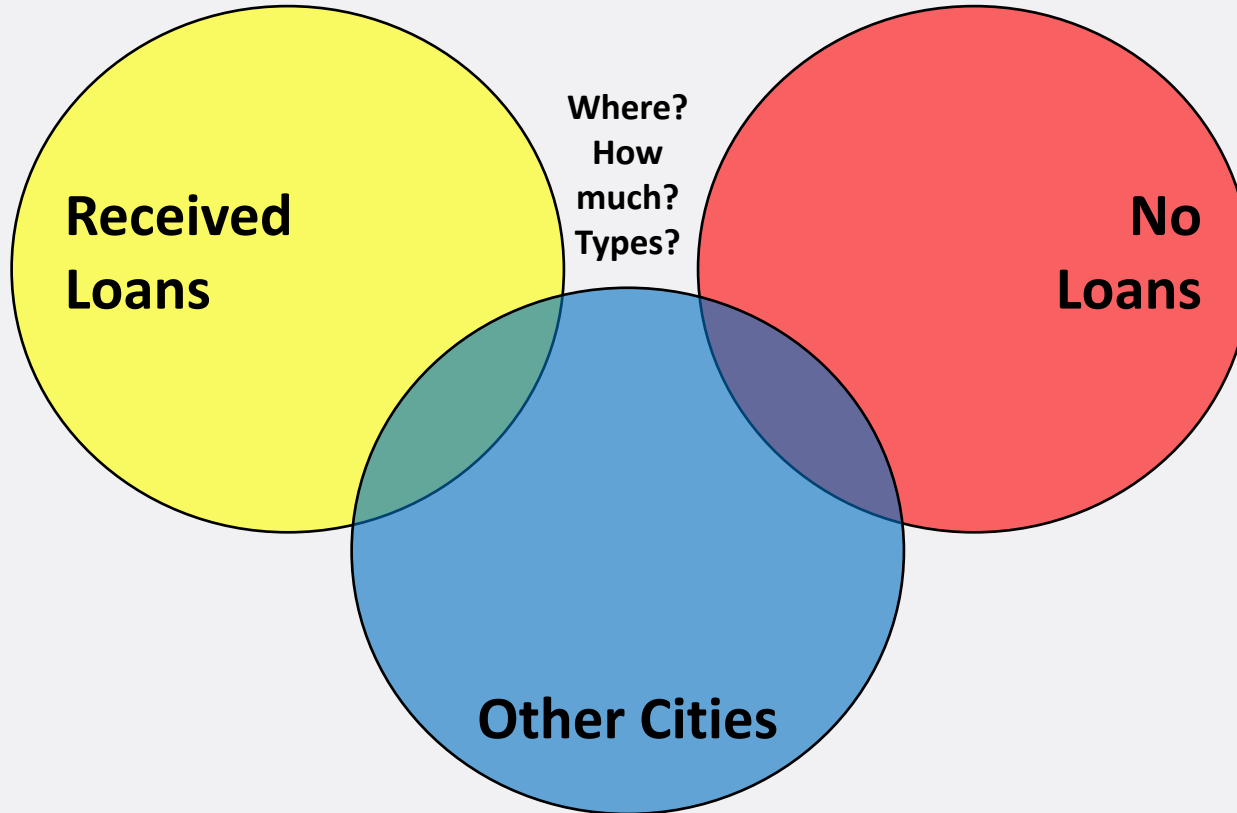 Where?
How
much?
Types?
Received
Loans
No
Loans
Other Cities